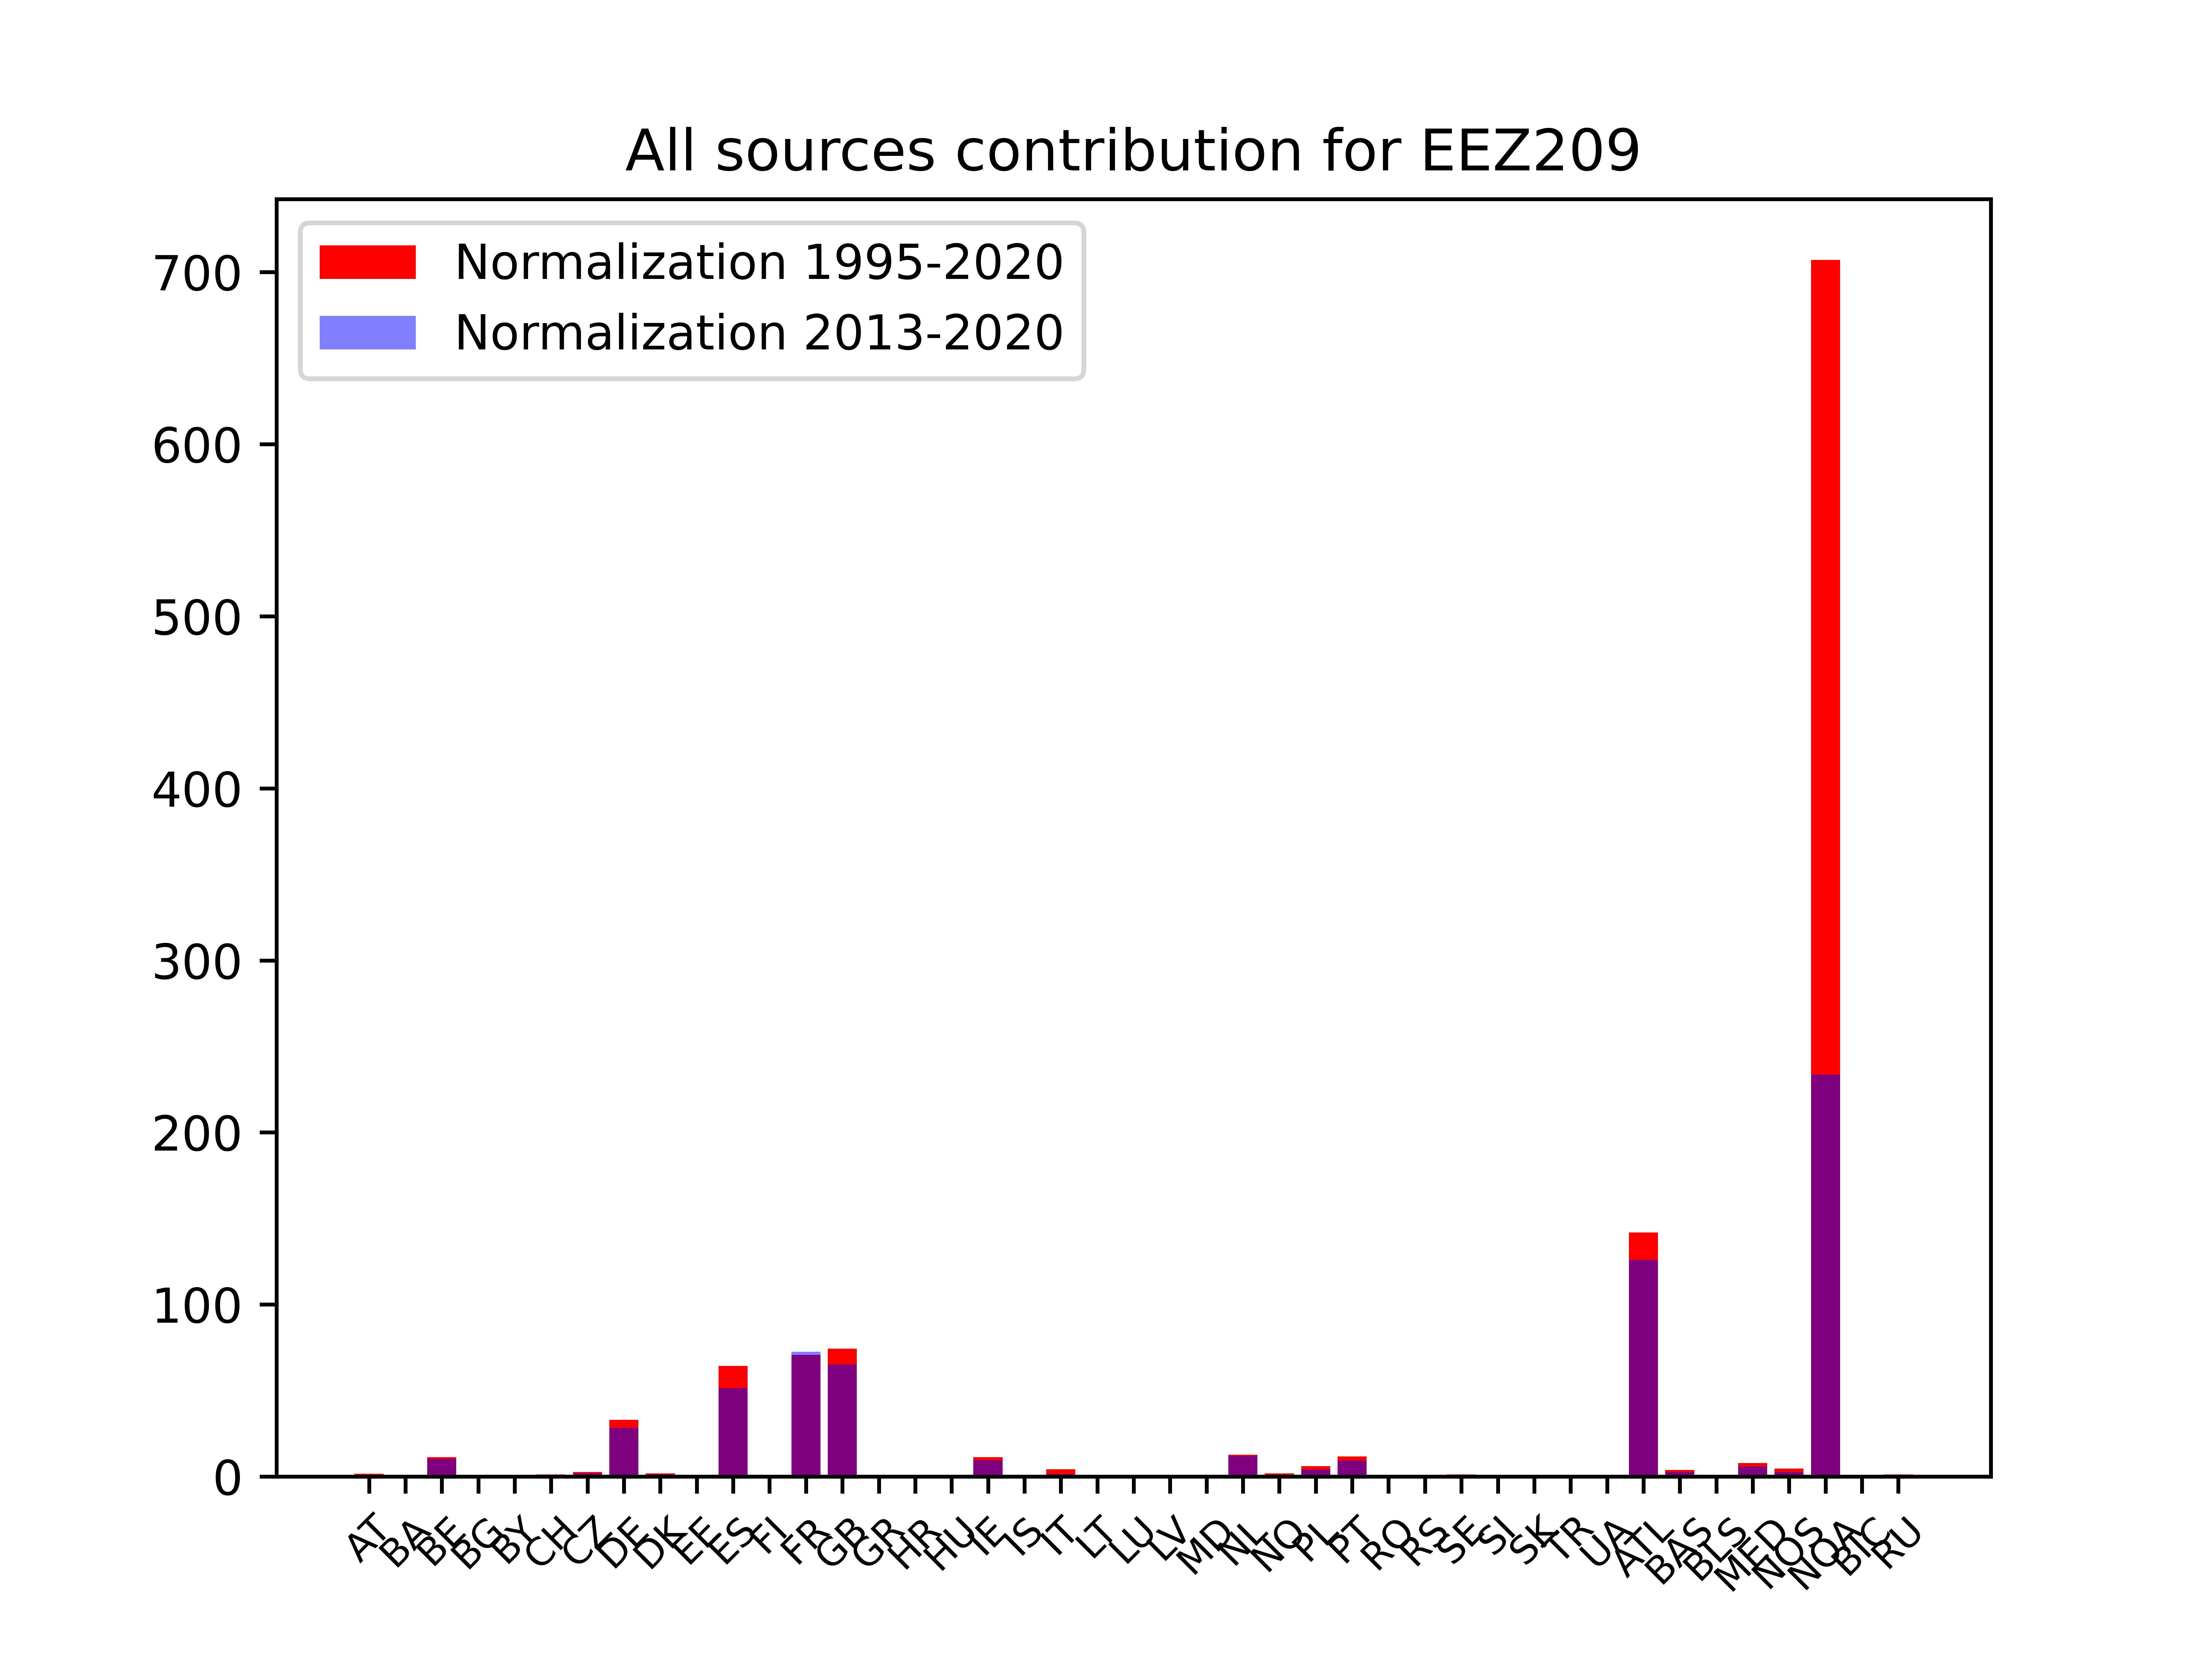 All sources contribution for EEZ209
Normalization 1995-2020
Normalization 2013-2020
700
600
500
400
300
200
100
0
AT
BA
BE
BG
BY
CH
CZ
DE
DK
EE
ES
FI
FR
GB
GR
HR
HU
IE
IS
IT
LT
LU
LV
MD
NL
NO
PL
PT
RO
RS
SE
SI
SK
TR
UA
ATL
BAS
MED
NOS
RU